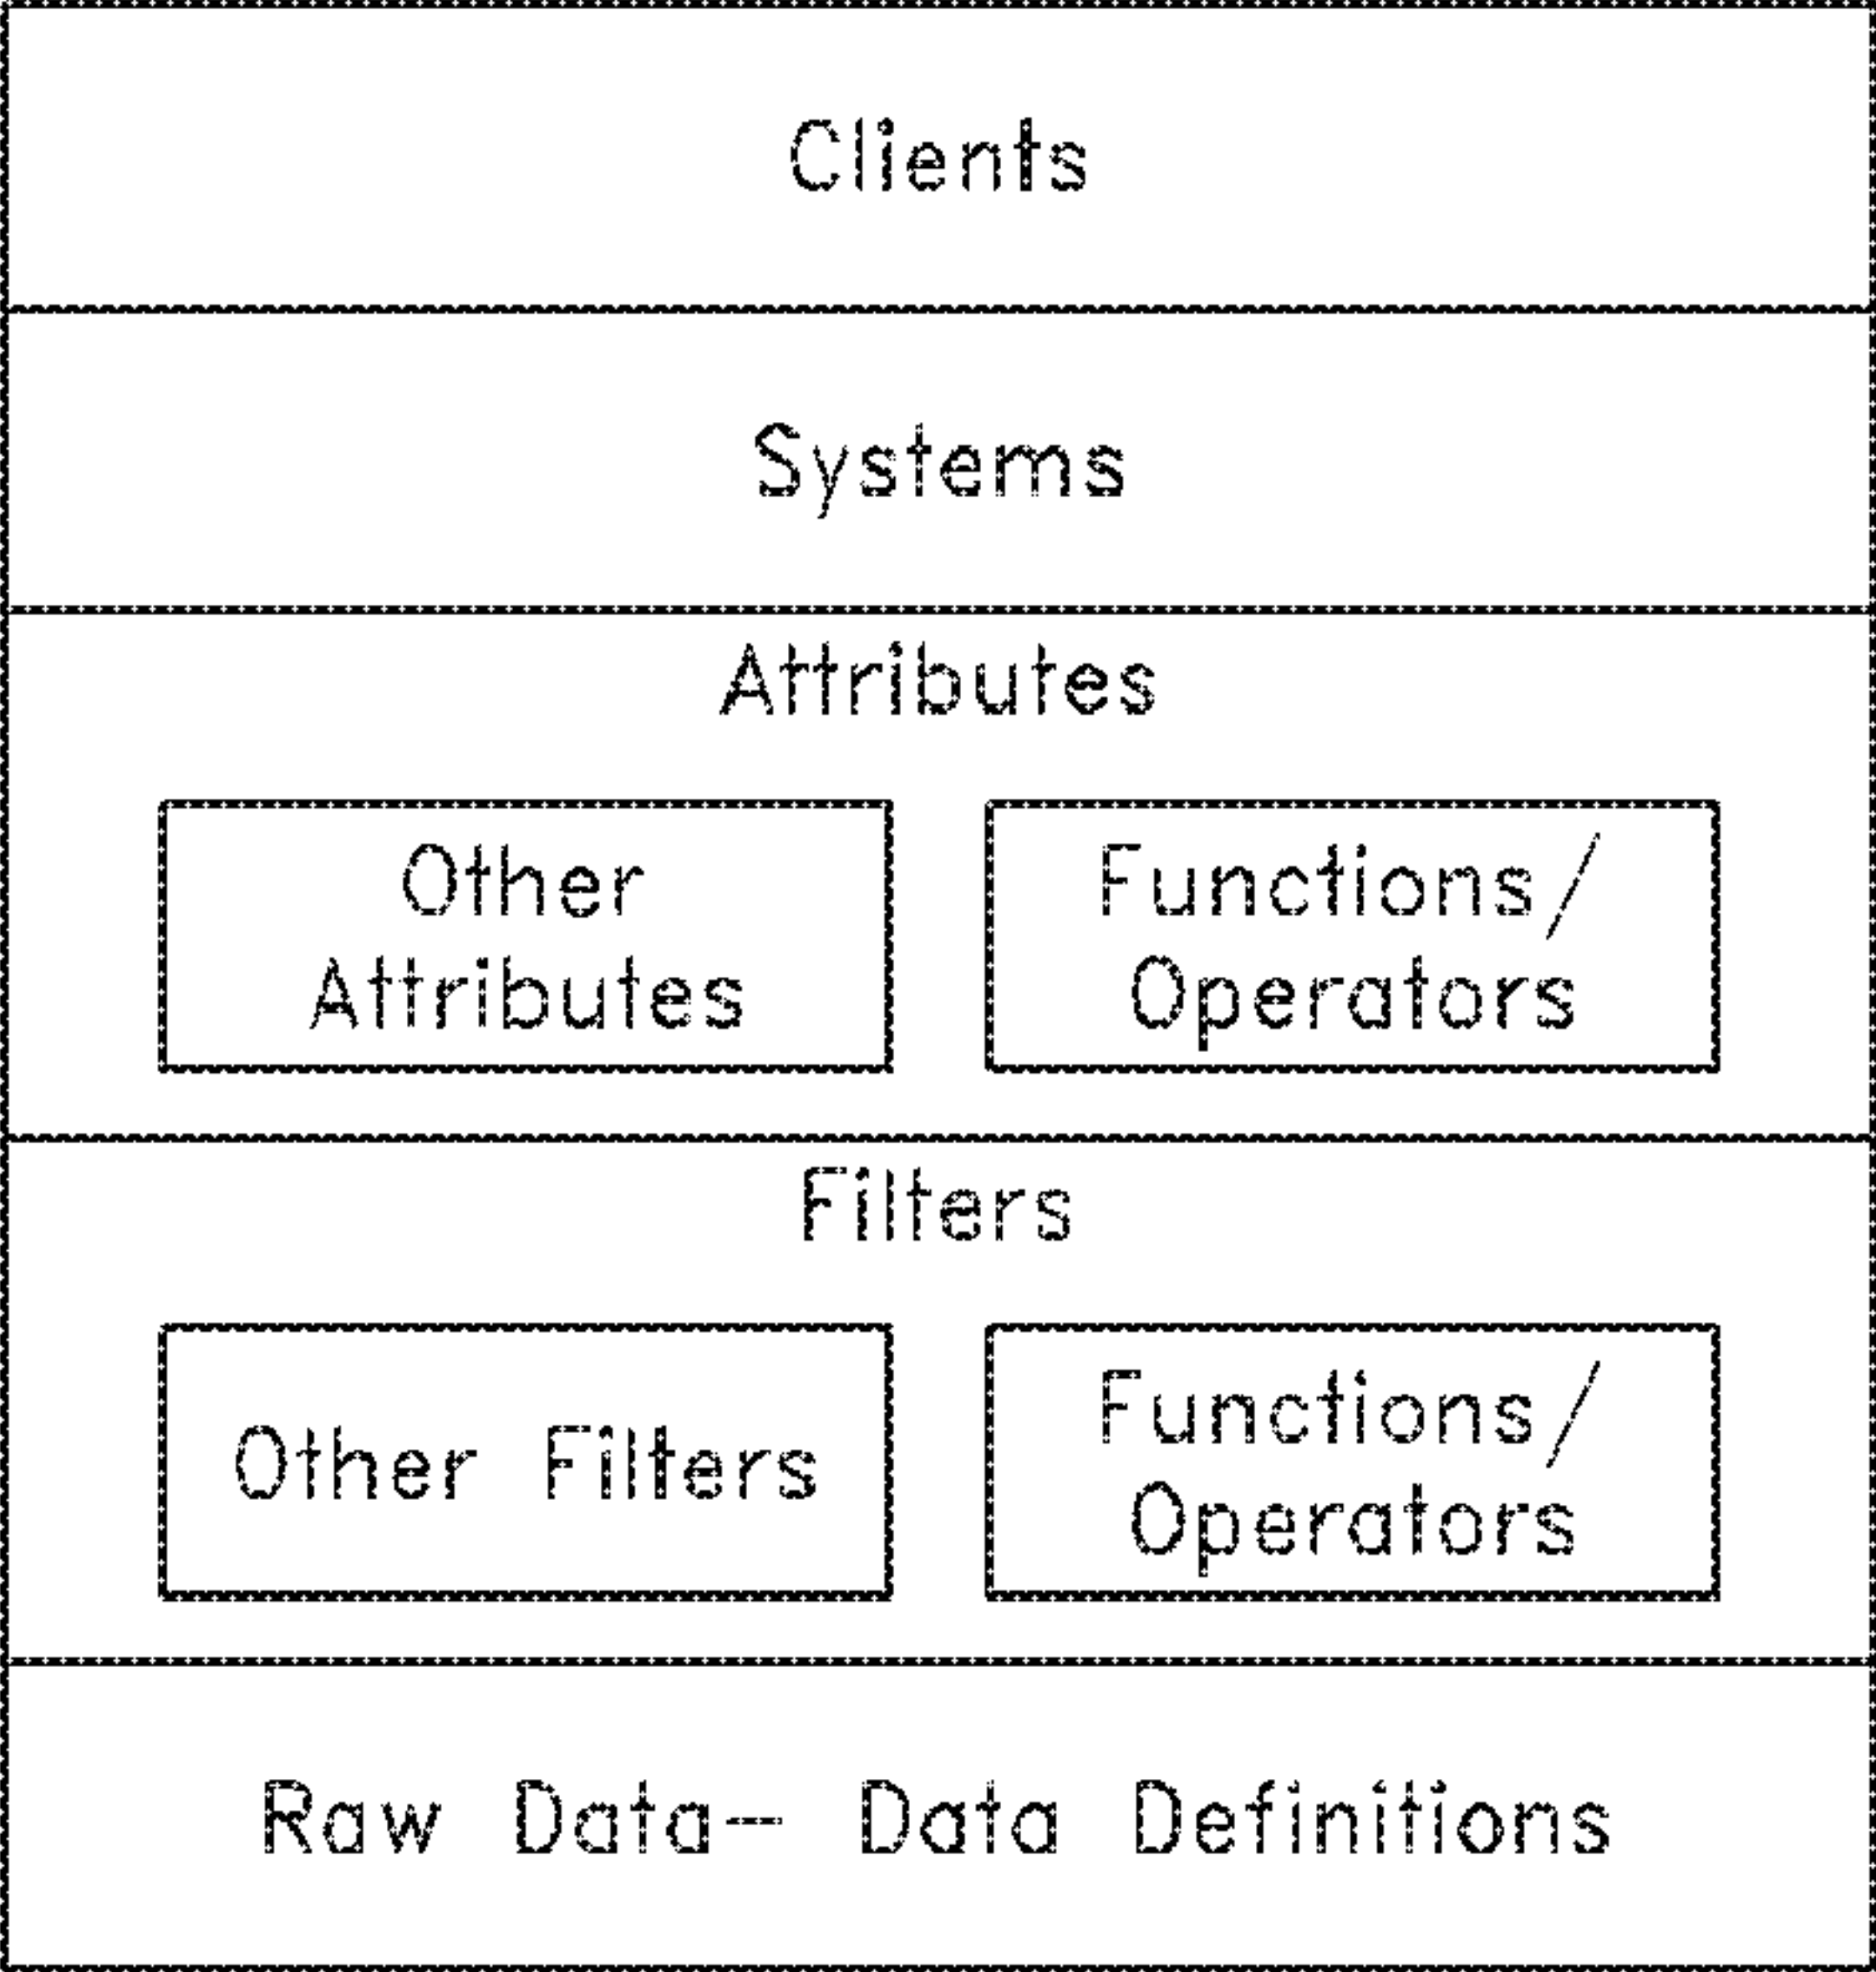 Clients
Systems
Attributes
Other
Attributes
Functions/
Operators
Filters
Other Filters
Functions/
Operators
Raw Data- Data Definitions